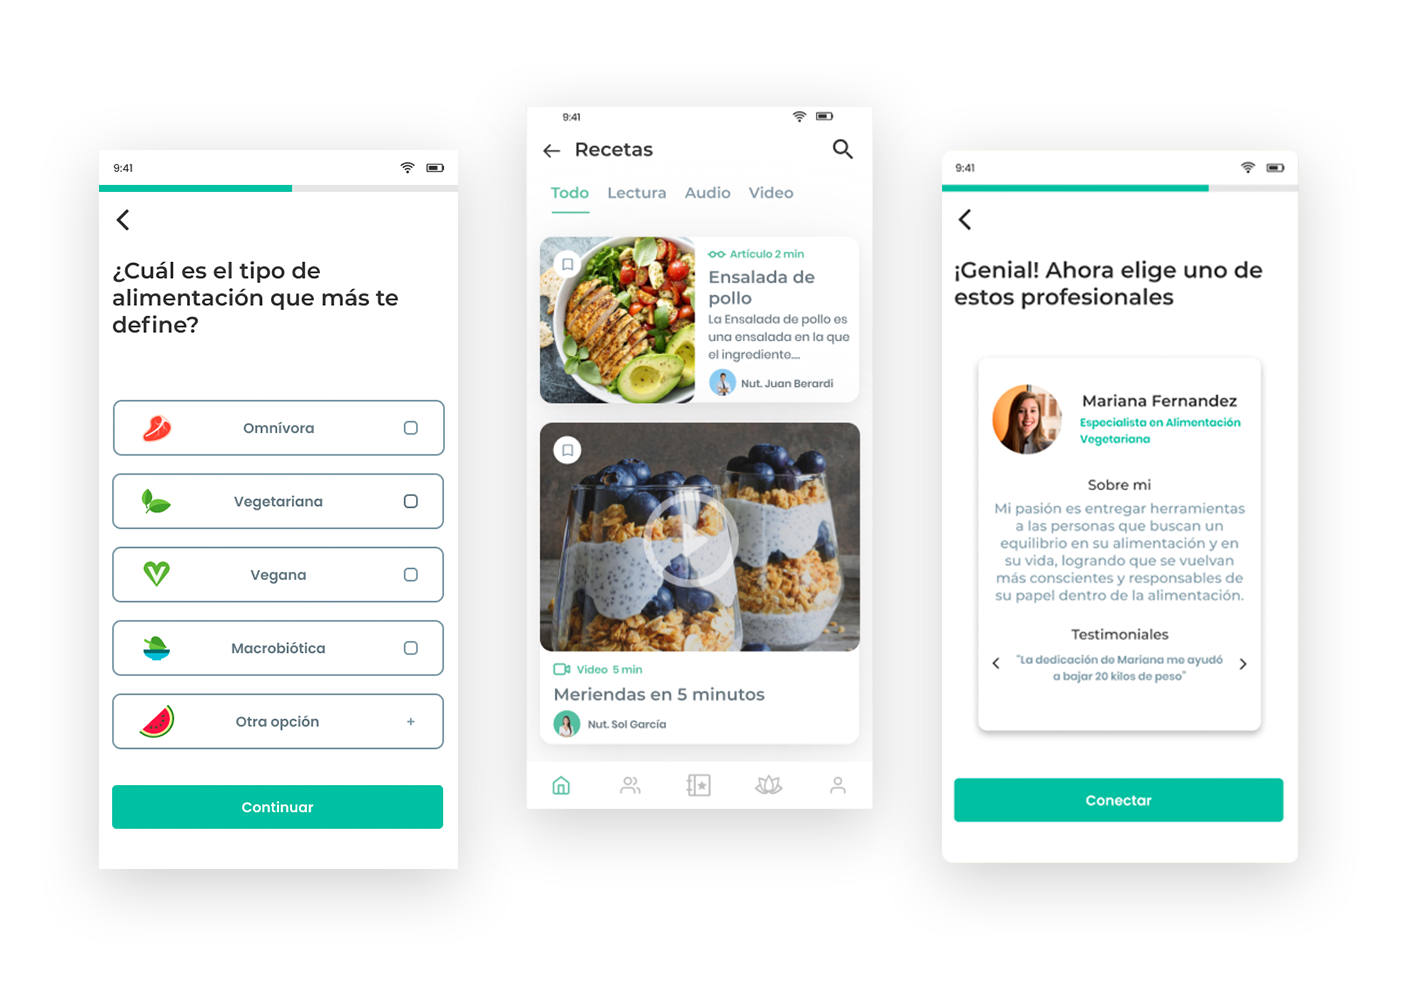 9:41
¿Cuál es el tipo de
alimentación que más te
define?
Omnívora
Vegetariana
Vegana
Macrobiótica
Otra opción
+
Continuar
9:41
Recetas
Todo Lectura Audio Video
Artículo 2 min
Ensalada de
pollo
La Ensalada de pollo es
una ensalada en la que
el ingrediente....
Nut. Juan Berardi
Video 5 min
Meriendas en 5 minutos
Nut. Sol García
9:41
¡Genial! Ahora elige uno de
estos profesionales
Mariana Fernandez
Especialista en Alimentación
Vegetariana
Sobre mi
Mi pasión es entregar herramientas
a las personas que buscan un
equilibrio en su alimentación y en
su vida, logrando que se vuelvan
más conscientes y responsables de
su papel dentro de la alimentación.
Testimoniales
"La dedicación de Mariana me ayudó
a bajar 20 kilos de peso"
Conectar